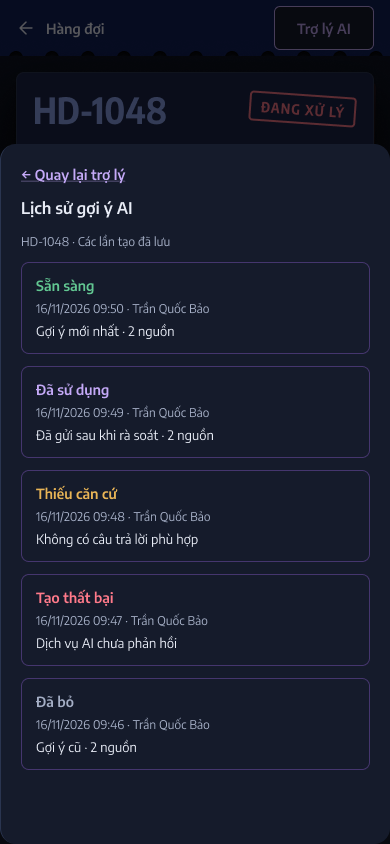 ← Hàng đợi
Trợ lý AI
HD-1048
ĐANG XỬ LÝ
← Quay lại trợ lý
Lịch sử gợi ý AI
HD-1048 · Các lần tạo đã lưu
Sẵn sàng
16/11/2026 09:50 · Trần Quốc Bảo
Gợi ý mới nhất · 2 nguồn
Đã sử dụng
16/11/2026 09:49 · Trần Quốc Bảo
Đã gửi sau khi rà soát · 2 nguồn
Thiếu căn cứ
16/11/2026 09:48 · Trần Quốc Bảo
Không có câu trả lời phù hợp
Tạo thất bại
16/11/2026 09:47 · Trần Quốc Bảo
Dịch vụ AI chưa phản hồi
Đã bỏ
16/11/2026 09:46 · Trần Quốc Bảo
Gợi ý cũ · 2 nguồn